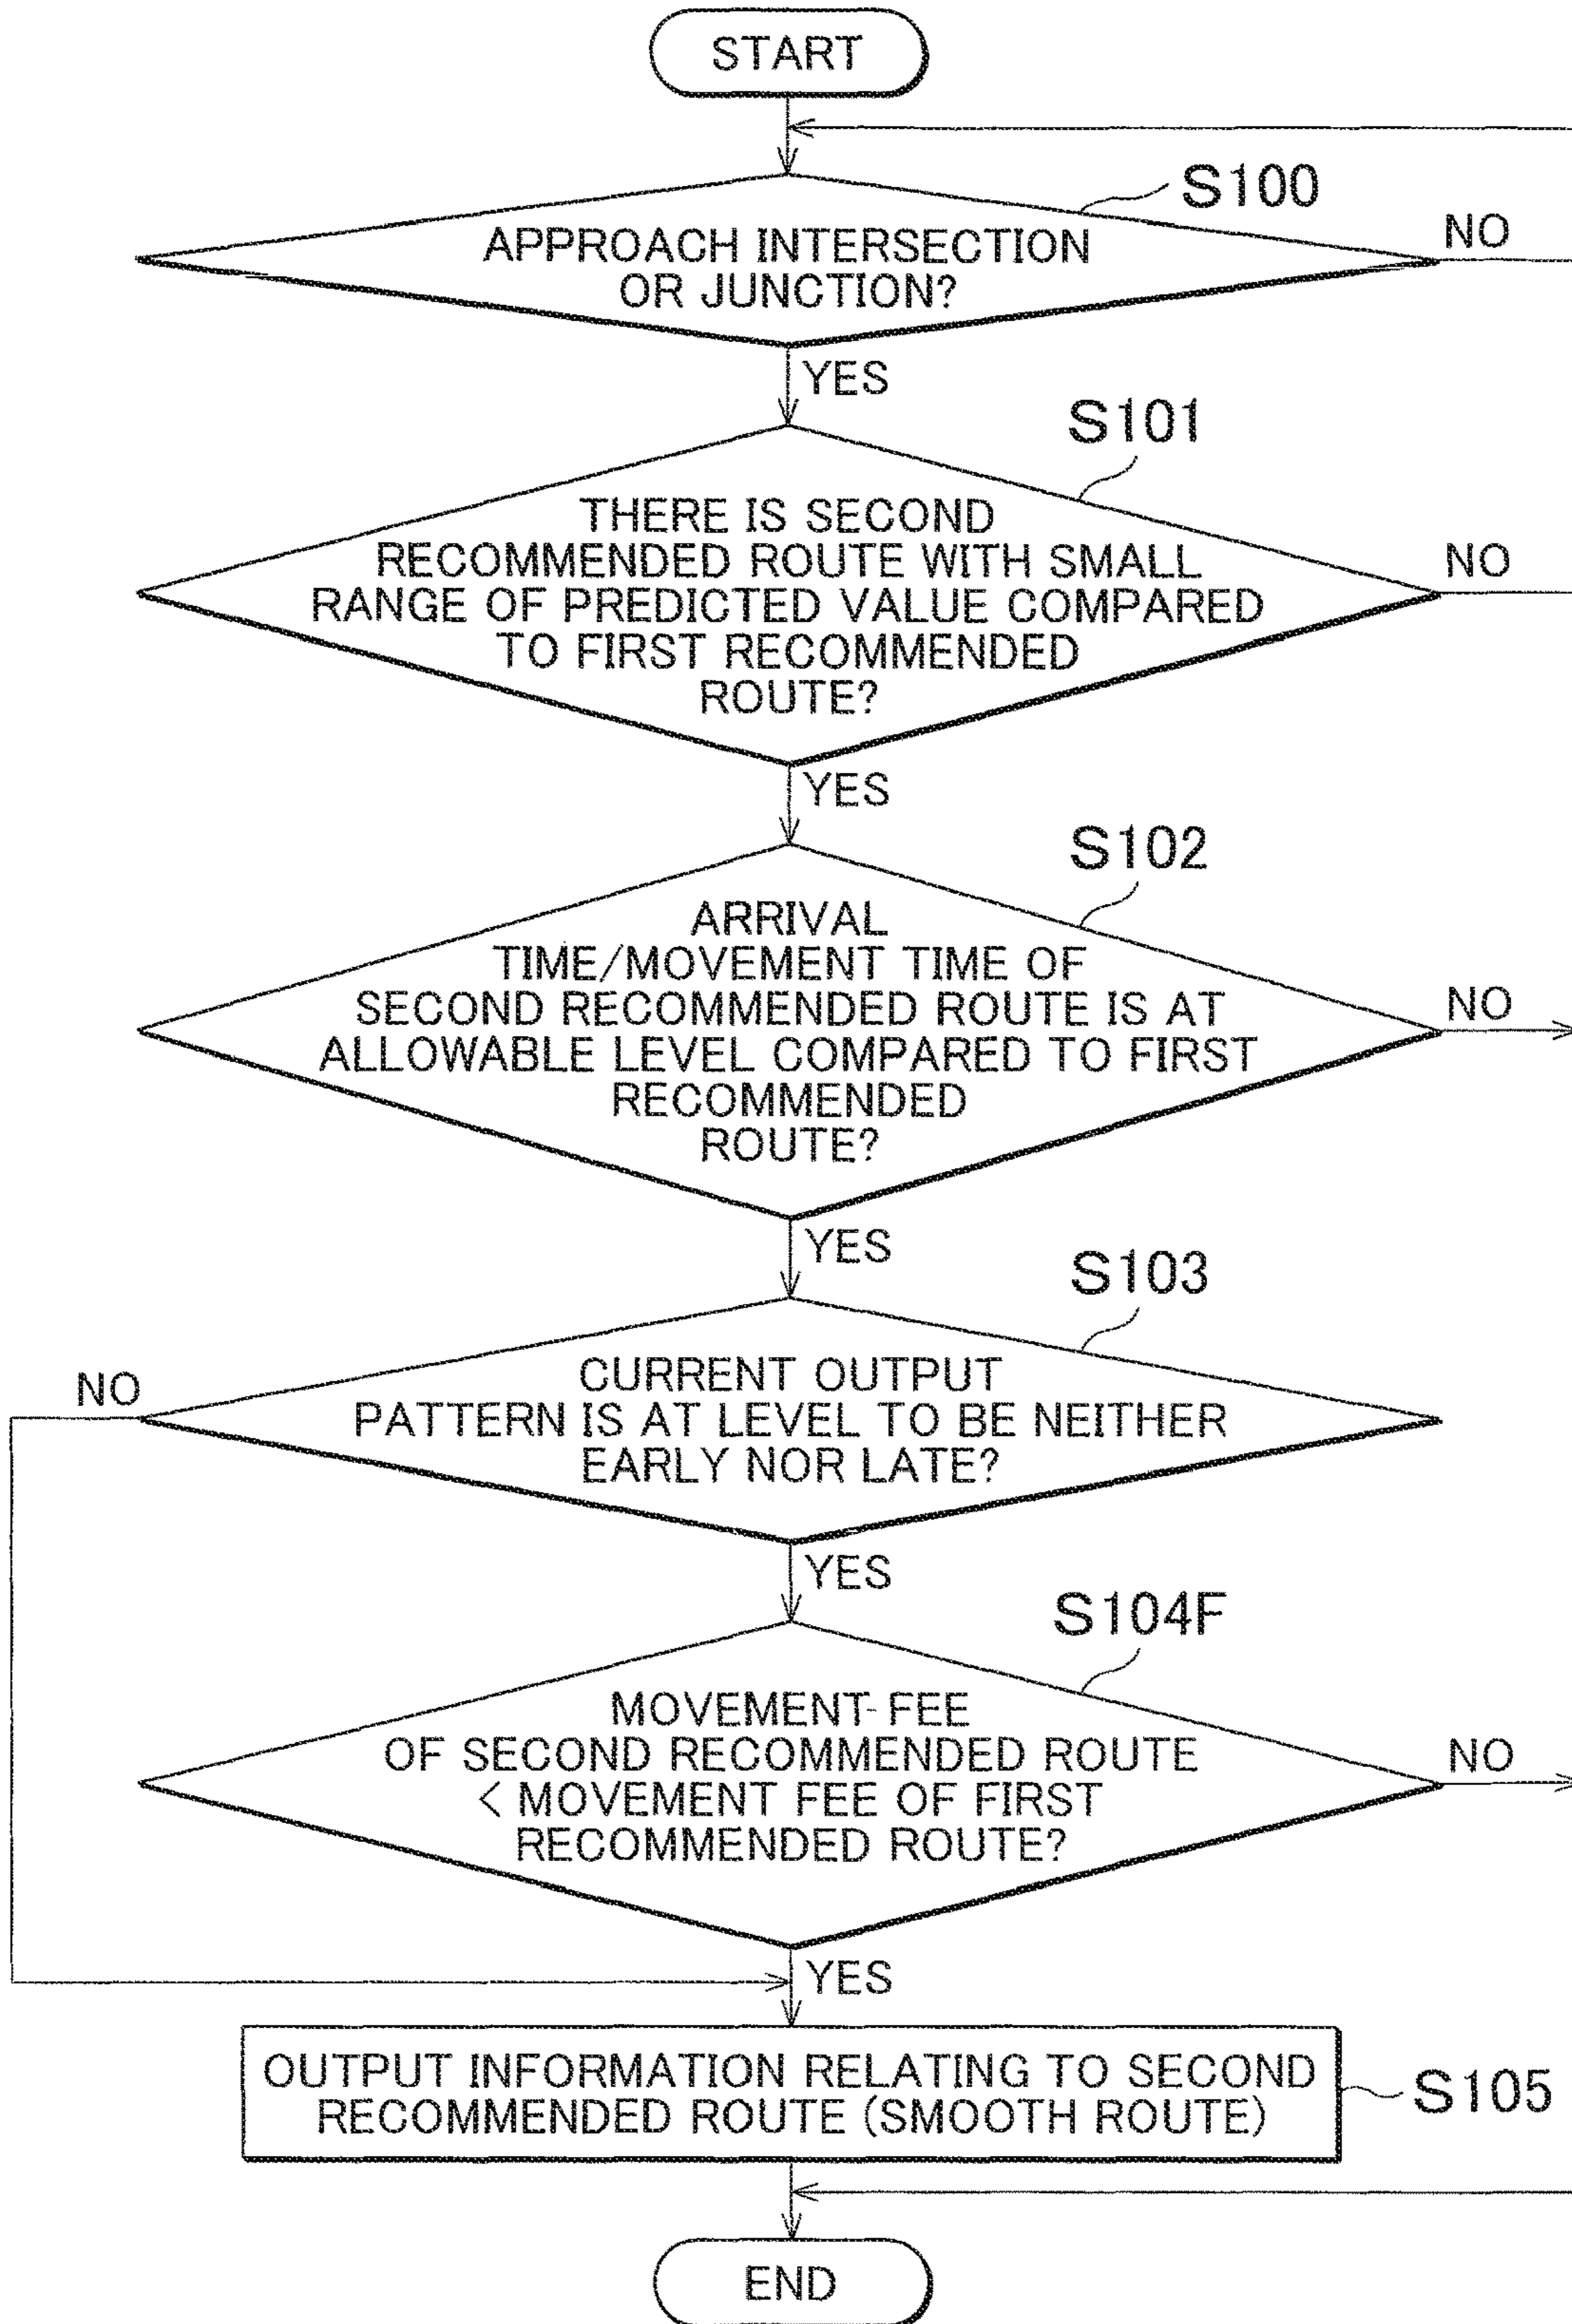 START
S100
APPROACH INTERSECTION
OR JUNCTION?
NO
YES
S101
THERE IS SECOND
RECOMMENDED ROUTE WITH SMALL
RANGE OF PREDICTED VALUE COMPARED
TO FIRST RECOMMENDED
ROUTE?
NO
YES
S102
ARRIVAL
TIME/MOVEMENT TIME OF
SECOND RECOMMENDED ROUTE IS AT
ALLOWABLE LEVEL COMPARED TO FIRST
RECOMMENDED
ROUTE?
NO
YES
S103
CURRENT OUTPUT
PATTERN IS AT LEVEL TO BE NEITHER
EARLY NOR LATE?
NO
YES
S104F
MOVEMENT FEE
OF SECOND RECOMMENDED ROUTE
< MOVEMENT FEE OF FIRST
RECOMMENDED ROUTE?
NO
YES
OUTPUT INFORMATION RELATING TO SECOND
RECOMMENDED ROUTE (SMOOTH ROUTE)
S105
END